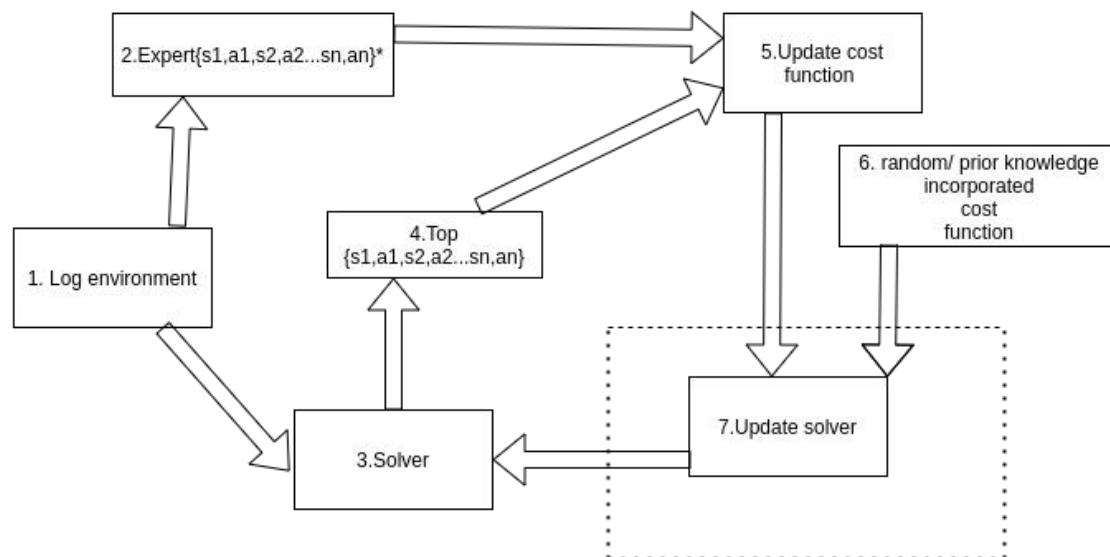 2.Expert{s1,a1,s2,a2...sn,an}*
5.Update cost
function
6. random/ prior knowledge
incorporated
cost
function
4.Top
{s1,a1,s2,a2...sn,an}
1. Log environment
7.Update solver
3.Solver